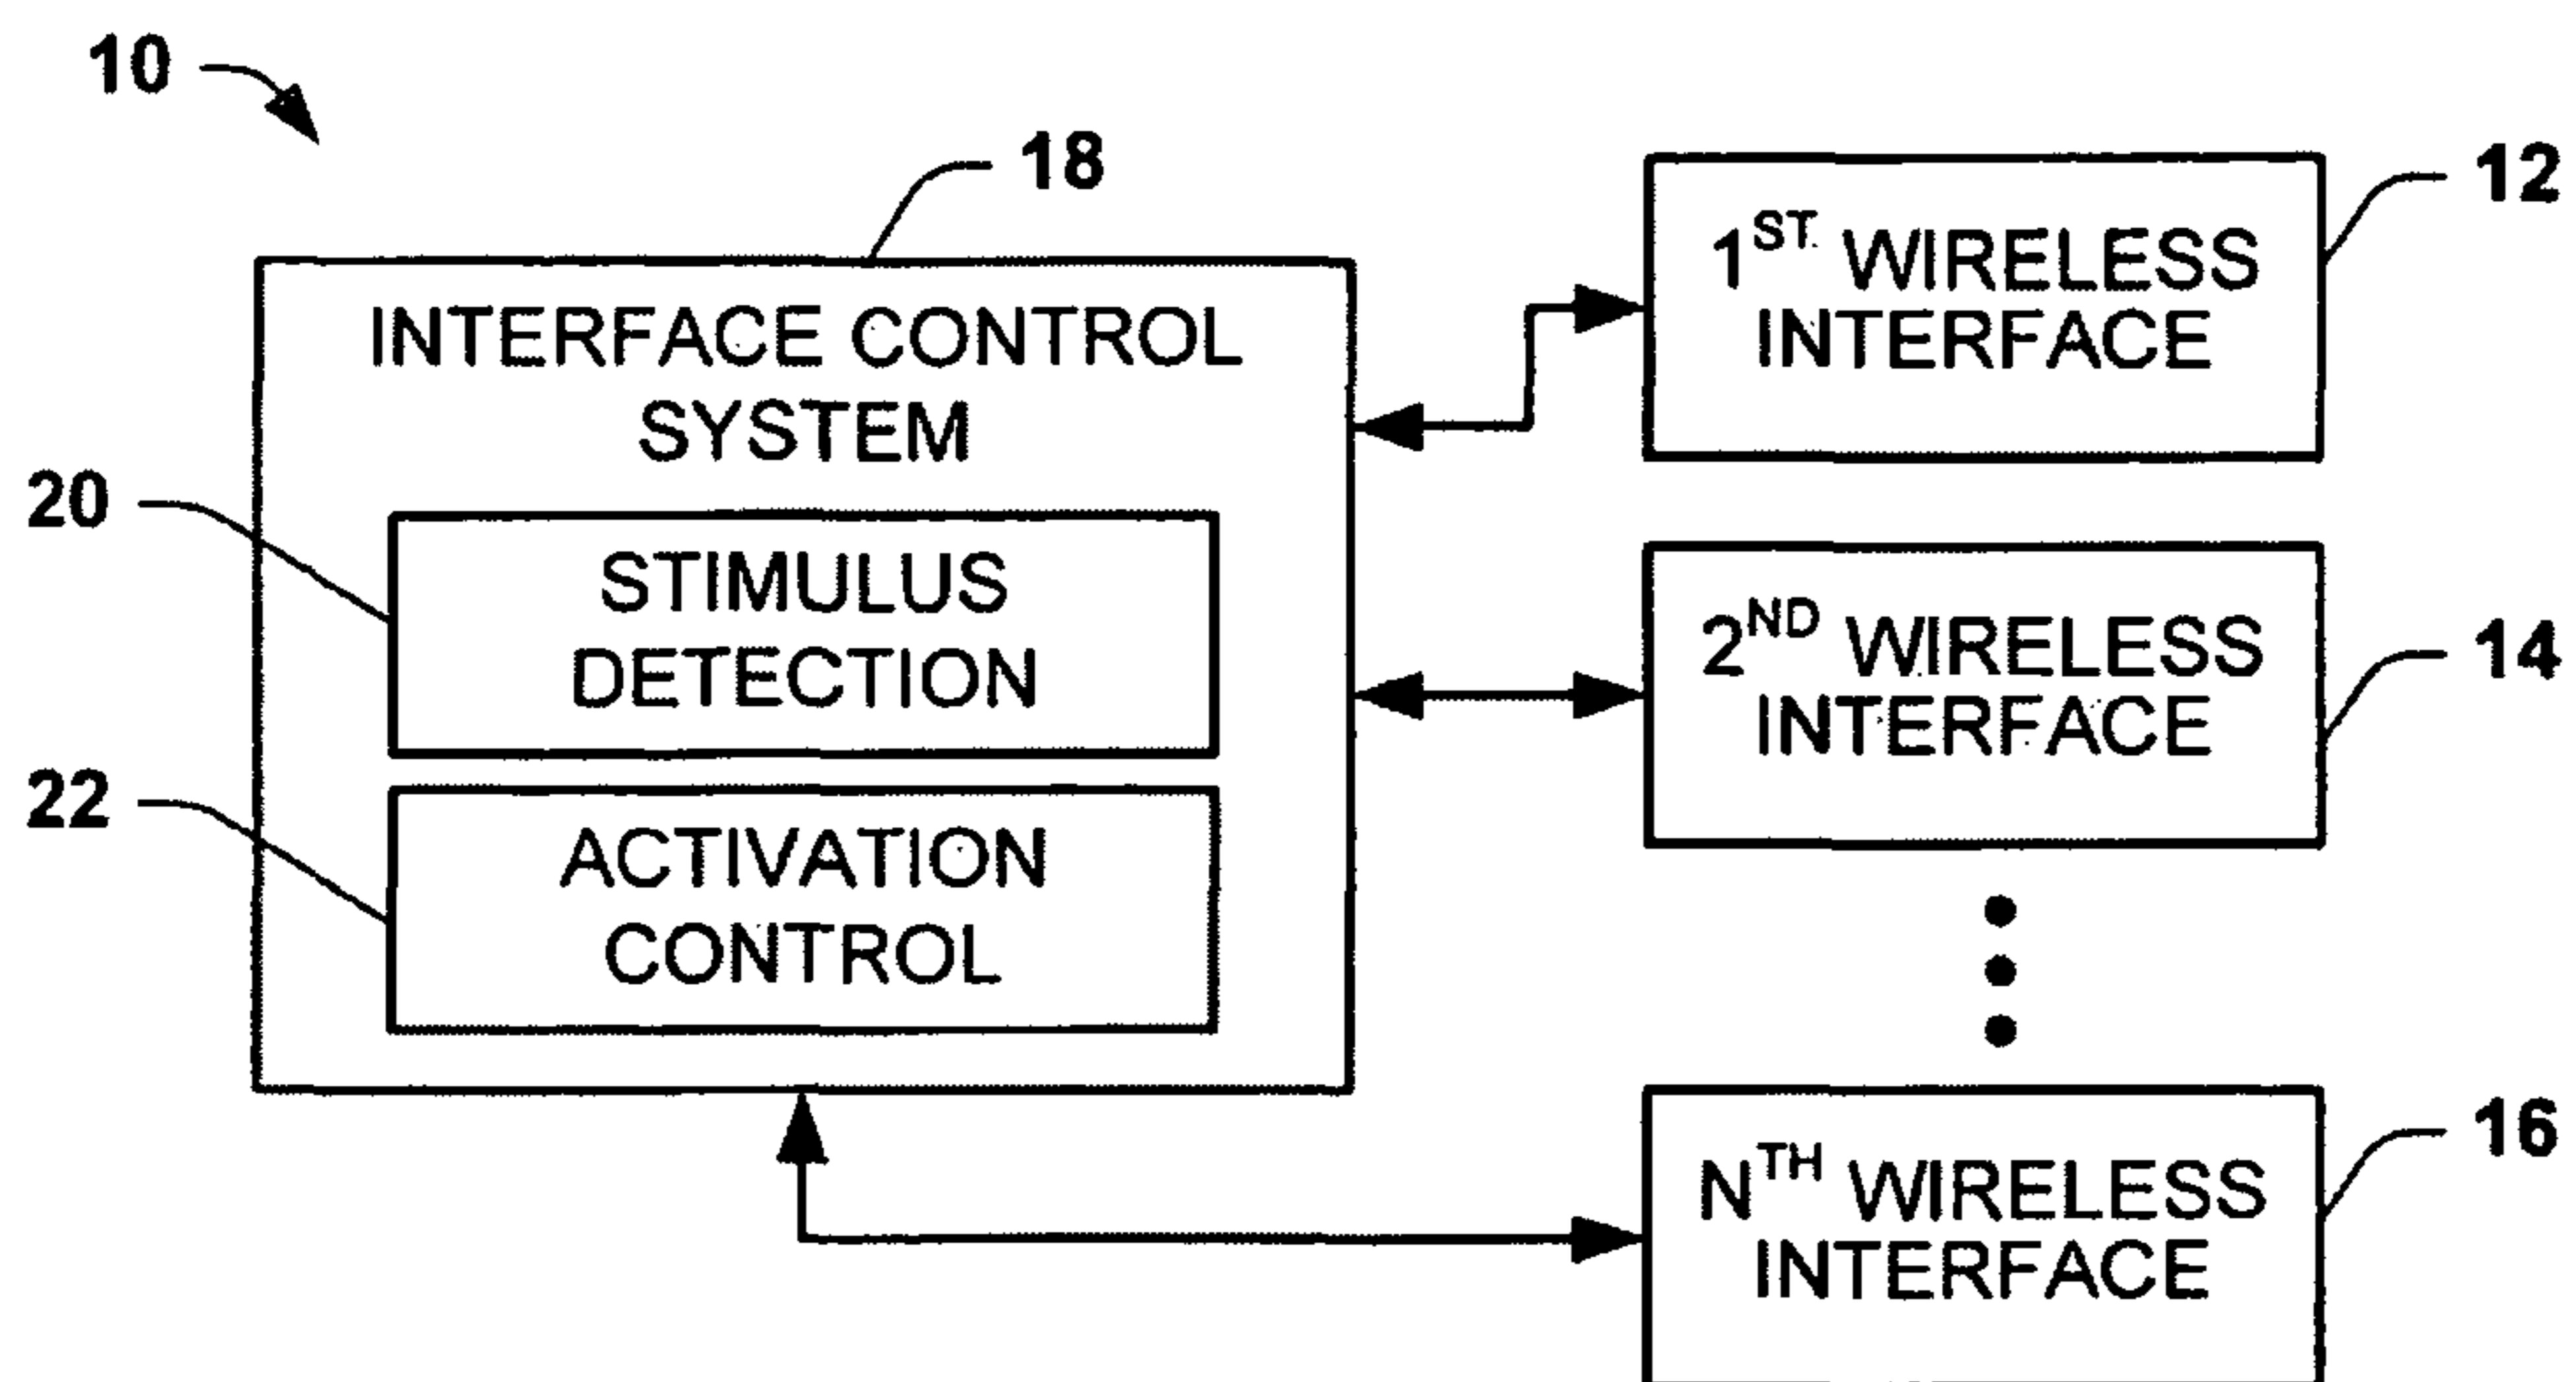 10
18
12
1ST WIRELESS
INTERFACE
INTERFACE CONTROL
SYSTEM
20
STIMULUS
DETECTION
2ND WIRELESS
INTERFACE
14
22
ACTIVATION
CONTROL
NTH WIRELESS
INTERFACE
16